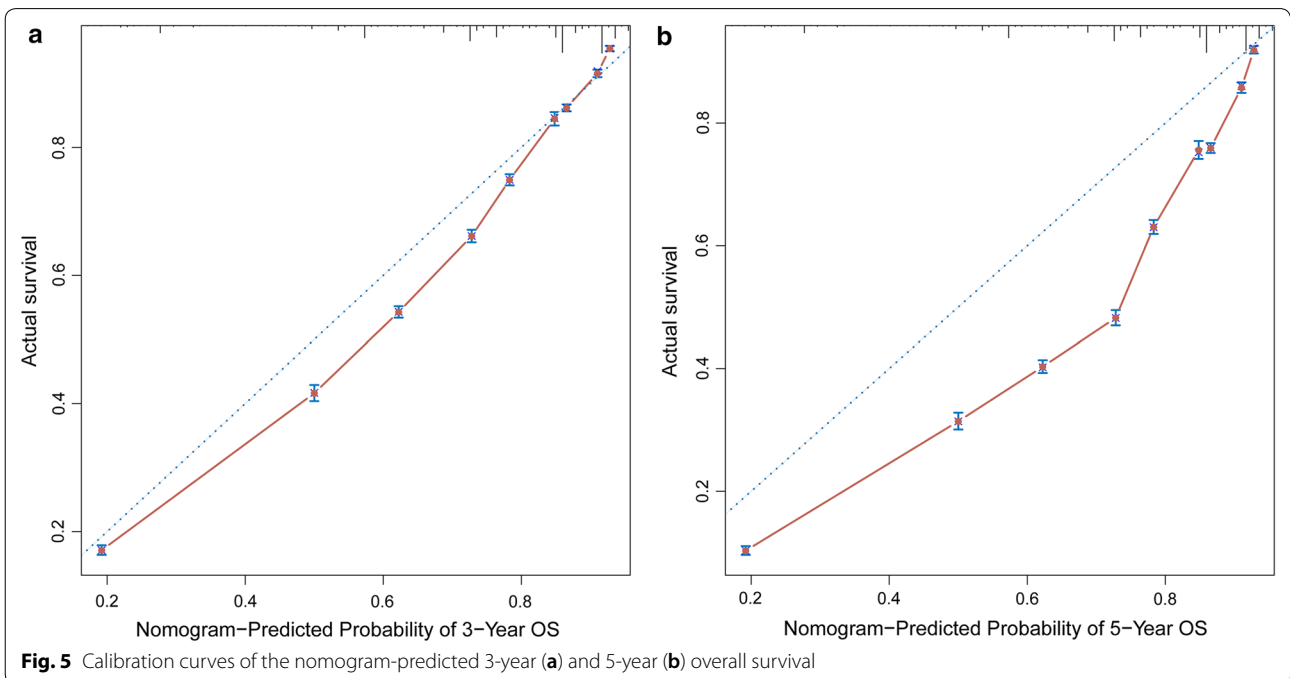 a
Actual survival
0.2
0.4
0.6
0.8
0.2
0.4
0.6
0.8
Nomogram−Predicted Probability of 3−Year OS
b
Actual survival
0.2
0.4
0.6
0.8
0.2
0.4
0.6
0.8
Nomogram−Predicted Probability of 5−Year OS
Fig. 5 Calibration curves of the nomogram-predicted 3-year (a) and 5-year (b) overall survival